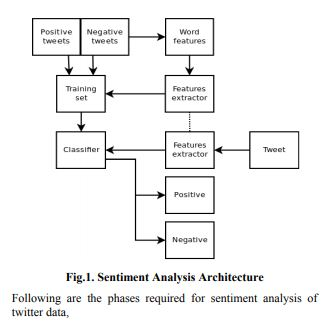 Positive tweets
Negative tweets
Word features
Training set
Features extractor
Classifier
Features extractor
Tweet
Positive
Negative
Fig.1. Sentiment Analysis Architecture
Following are the phases required for sentiment analysis of
twitter data,